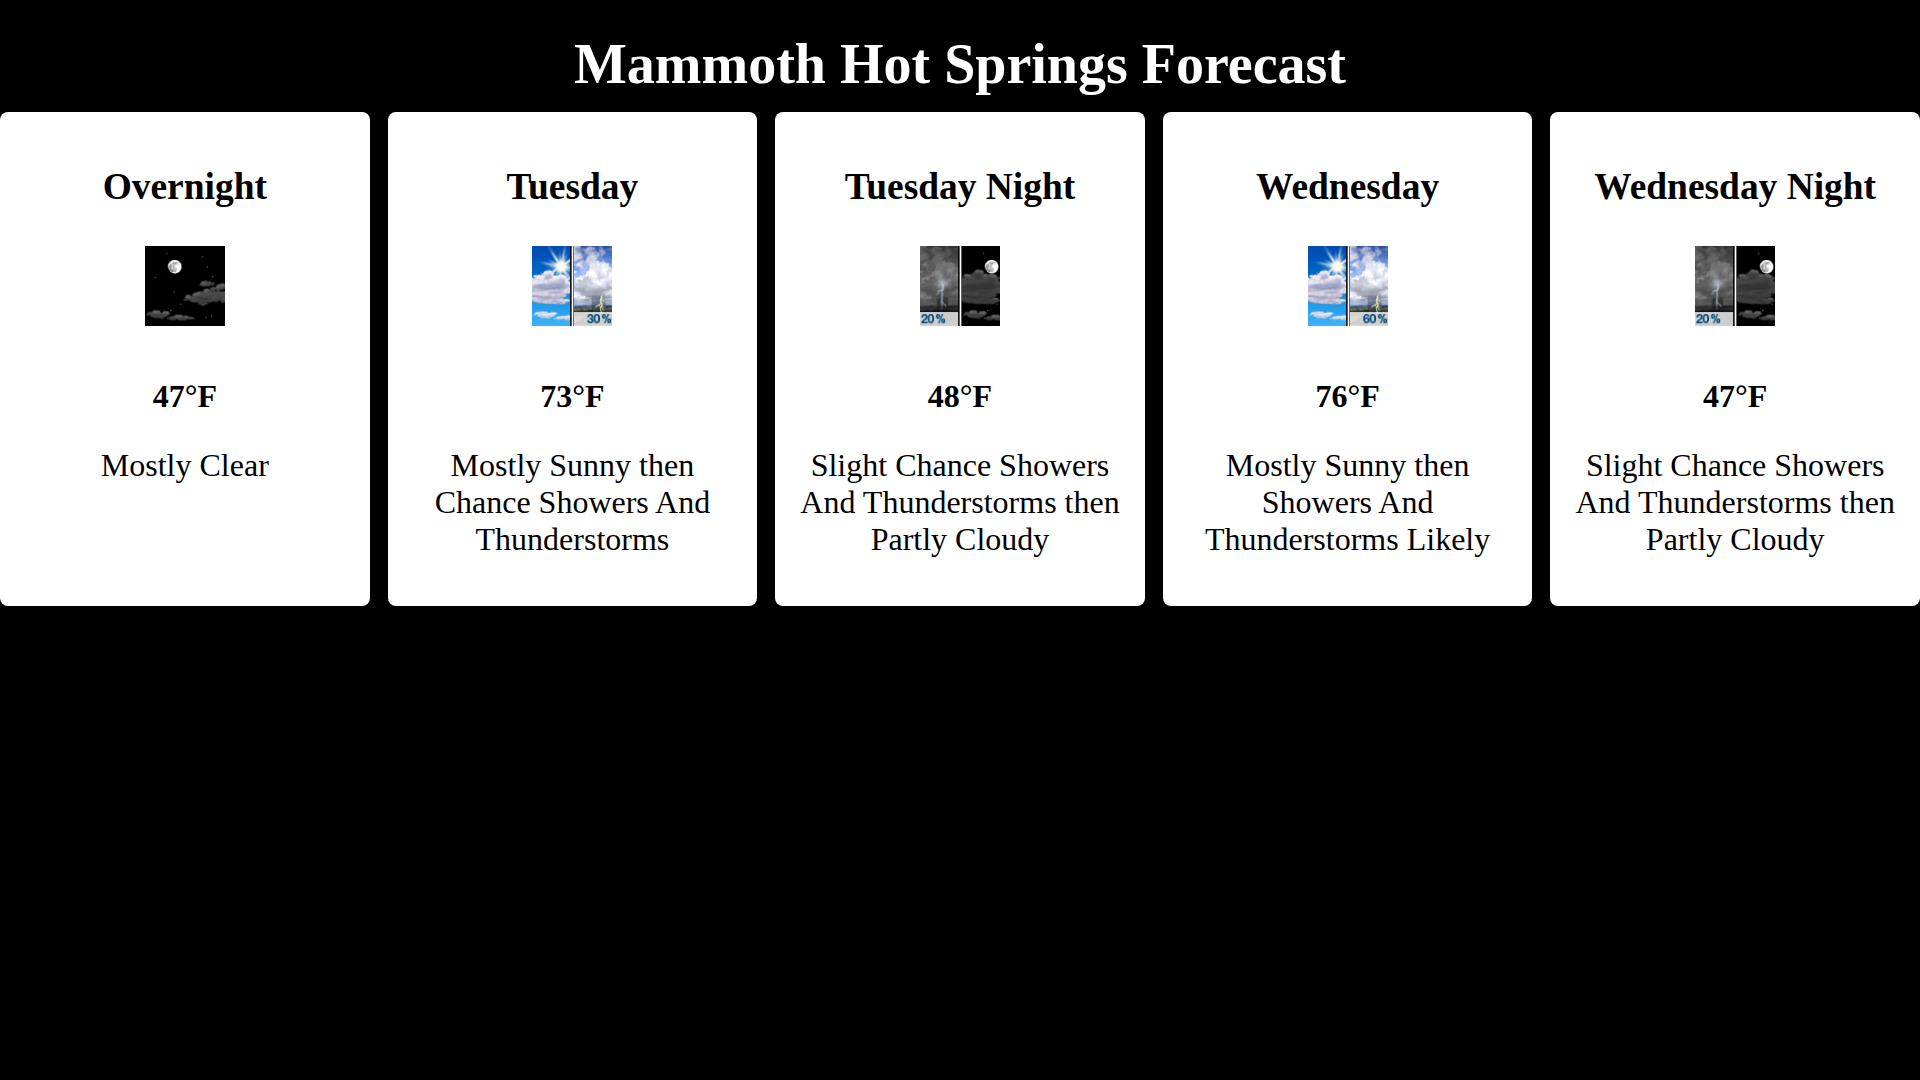 Mammoth Hot Springs Forecast
Overnight
47°F
Mostly Clear
Tuesday
30%
73°F
Mostly Sunny then
Chance Showers And
Thunderstorms
Tuesday Night
20%
48°F
Slight Chance Showers
And Thunderstorms then
Partly Cloudy
Wednesday
60%
76°F
Mostly Sunny then
Showers And
Thunderstorms Likely
Wednesday Night
20%
47°F
Slight Chance Showers
And Thunderstorms then
Partly Cloudy